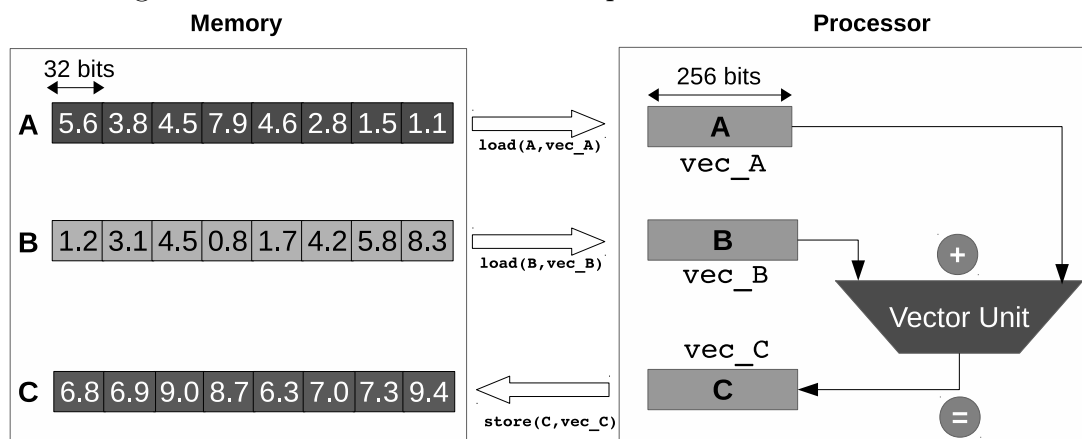 Memory
Processor
32 bits
256 bits
A 5.6 3.8 4.5 7.9 4.6 2.8 1.5 1.1
load(A,vec_A)
A
vec_A
B 1.2 3.1 4.5 0.8 1.7 4.2 5.8 8.3
load(B,vec_B)
B
vec_B
+
Vector Unit
vec_C
C 6.8 6.9 9.0 8.7 6.3 7.0 7.3 9.4
store(C,vec_C)
C
=